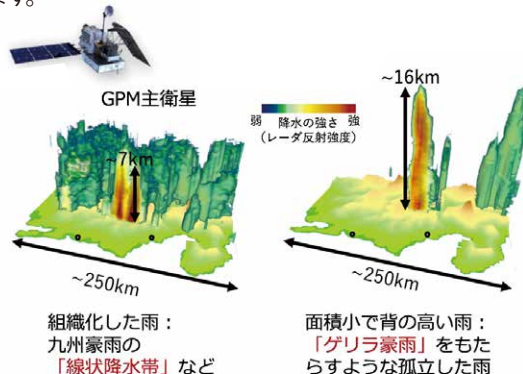 ます。
GPM主衛星
~16km
弱 降水の強さ 強
(レーダ反射強度)
~7km
~250km
~250km
組織化した雨：
九州豪雨の
「線状降水帯」など
面積小で背の高い雨：
「ゲリラ豪雨」をもた
らすような孤立した雨